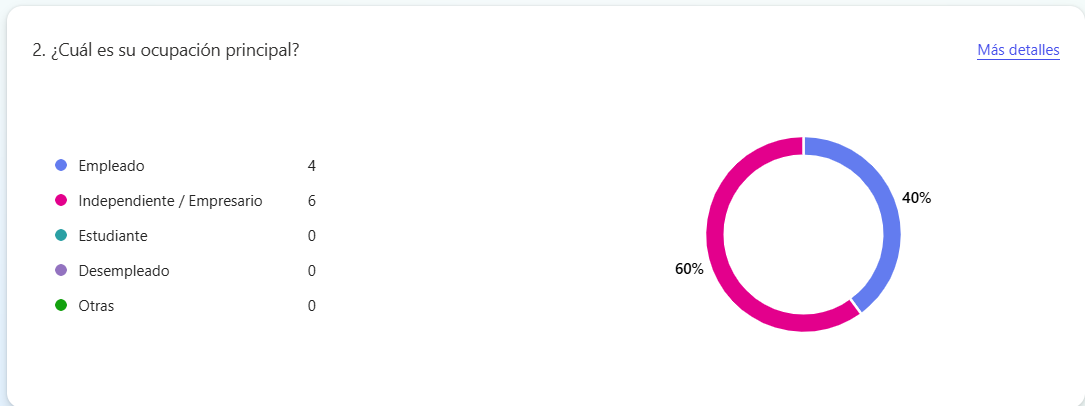 2. ¿Cuál es su ocupación principal?
Más detalles
Empleado 4
Independiente / Empresario 6
Estudiante 0
Desempleado 0
Otras 0
40%
60%